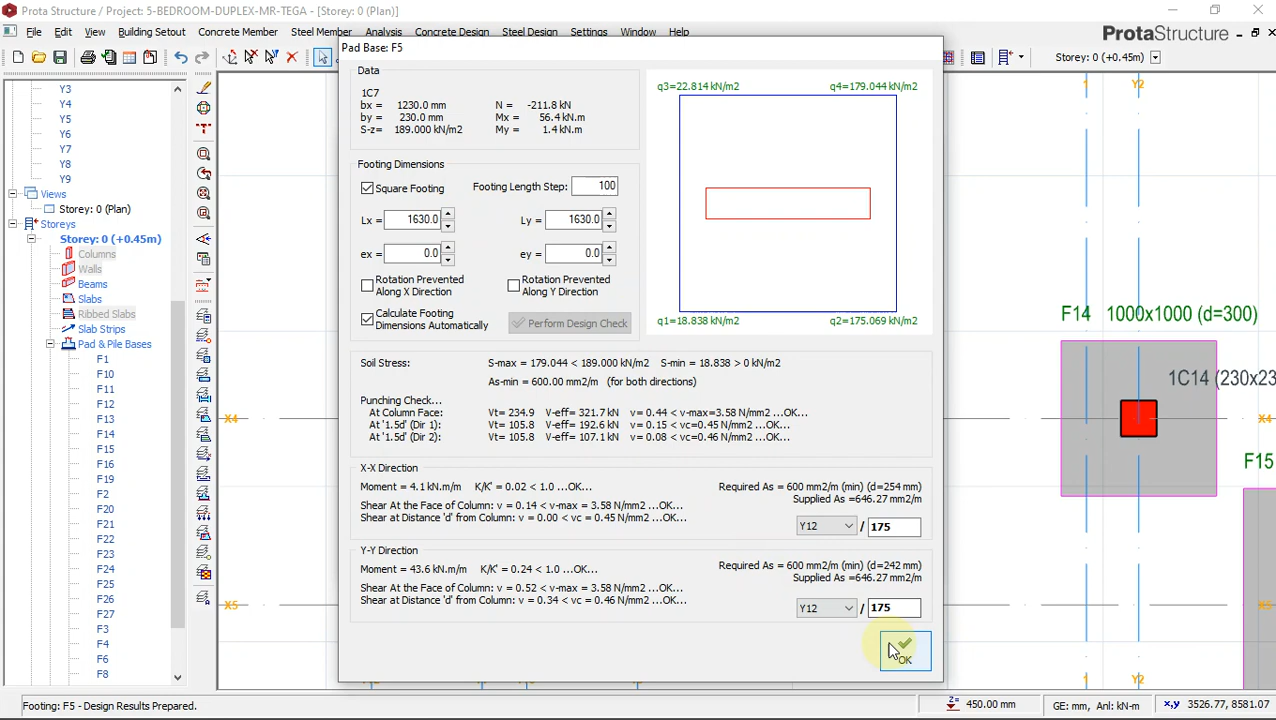 Prota Structure / Project: 5-BEDROOM-DUPLEX-MR-TEGA - [Storey: 0 (Plan)]
File Edit View Building Setout Concrete Member Steel Member Analysis Concrete Design Steel Design Settings Window Help
ProtaStructure
Storey: 0 (+0.45m)
Y3
Y4
Y5
Y6
Y7
Y8
Y9
Views
Storey: 0 (Plan)
Storeys
Storey: 0 (+0.45m)
Columns
Walls
Beams
Slabs
Ribbed Slabs
Slab Strips
Pad & Pile Bases
F1
F10
F11
F12
F13
F14
F15
F16
F19
F2
F20
F21
F22
F23
F24
F25
F26
F27
F3
F4
F6
F8
Pad Base: F5
Data
1C7
bx = 1230.0 mm N = -211.8 kN
by = 230.0 mm Mx = 56.4 kN.m
S-z= 189.000 kN/m2 My = 1.4 kN.m
Footing Dimensions
Square Footing Footing Length Step: 100
Lx = 1630.0 Ly = 1630.0
ex = 0.0 ey = 0.0
Rotation Prevented Along X Direction
Rotation Prevented Along Y Direction
Calculate Footing Dimensions Automatically
Perform Design Check
q3=22.814 kN/m2 q4=179.044 kN/m2
q1=18.838 kN/m2 q2=175.069 kN/m2
Soil Stress: S-max = 179.044 < 189.000 kN/m2 S-min = 18.838 > 0 kN/m2
As-min = 600.00 mm2/m (for both directions)
Punching Check...
At Column Face: Vt= 234.9 V-eff= 321.7 kN v= 0.44 < v-max=3.58 N/mm2 ...OK...
At '1.5d' (Dir 1): Vt= 105.8 V-eff= 192.6 kN v= 0.15 < vc=0.45 N/mm2 ...OK...
At '1.5d' (Dir 2): Vt= 105.8 V-eff= 107.1 kN v= 0.08 < vc=0.46 N/mm2 ...OK...
X-X Direction
Moment = 4.1 kN.m/m K/K' = 0.02 < 1.0 ...OK... Required As = 600 mm2/m (min) (d=254 mm)
Supplied As =646.27 mm2/m
Shear At the Face of Column: v = 0.14 < v-max = 3.58 N/mm2 ...OK...
Shear at Distance 'd' from Column: v = 0.00 < vc = 0.45 N/mm2 ...OK...
Y12 / 175
Y-Y Direction
Moment = 43.6 kN.m/m K/K' = 0.24 < 1.0 ...OK... Required As = 600 mm2/m (min) (d=242 mm)
Supplied As =646.27 mm2/m
Shear At the Face of Column: v = 0.52 < v-max = 3.58 N/mm2 ...OK...
Shear at Distance 'd' from Column: v = 0.34 < vc = 0.46 N/mm2 ...OK...
Y12 / 175
OK
1 Y2
F14 1000x1000 (d=300)
1C14 (230x23
X4 X4
F15
X5 X5
1 Y2
Footing: F5 - Design Results Prepared.
450.00 mm
GE: mm, Anl: kN-m
x,y 3526.77, 8581.07